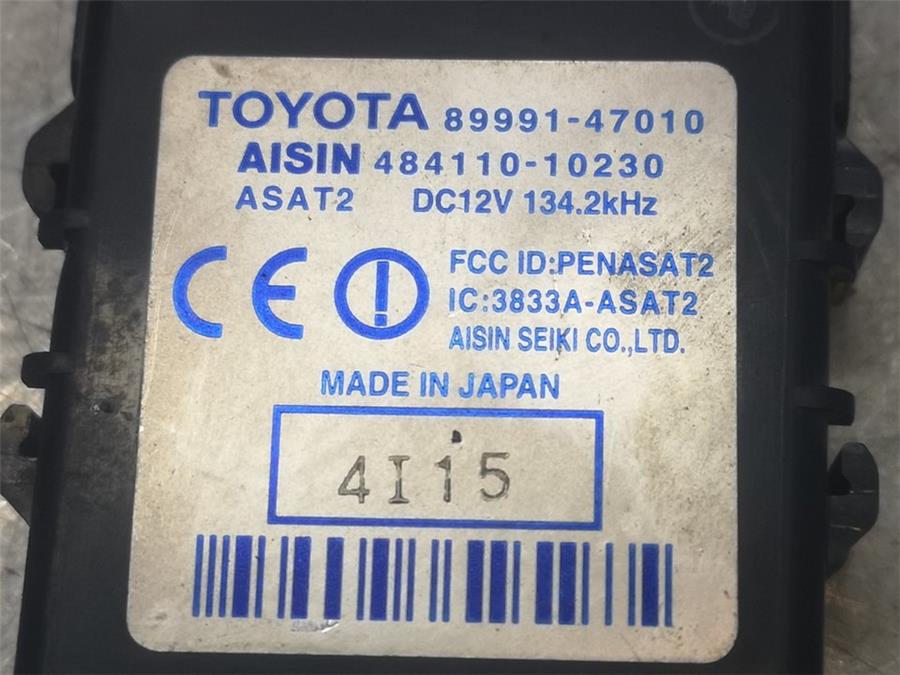 TOYOTA 89991-47010
AISIN 484110-10230
ASAT2 DC12V 134.2kHz
CE
FCC ID:PENASAT2
IC:3833A-ASAT2
AISIN SEIKI CO.,LTD.
MADE IN JAPAN
4I15